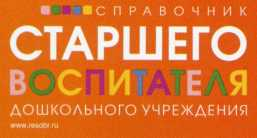 СПРАВОЧНИК
СТАРШЕГО
ВОСПИТАТЕЛЯ
ДОШКОЛЬНОГО УЧРЕЖДЕНИЯ
www.resobr.ru